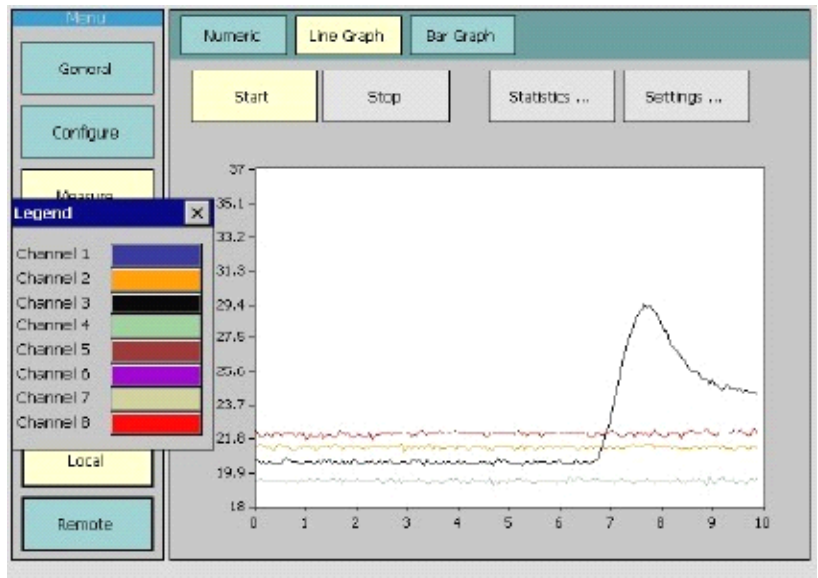 Menu
General
Configure
Measure
Local
Remote
Legend
Channel 1
Channel 2
Channel 3
Channel 4
Channel 5
Channel 6
Channel 7
Channel 8
Numeric
Line Graph
Bar Graph
Start
Stop
Statistics ...
Settings ...
37
35.1
33.2
31.3
29.4
27.5
25.6
23.7
21.8
19.9
18
0 1 2 3 4 5 6 7 8 9 10